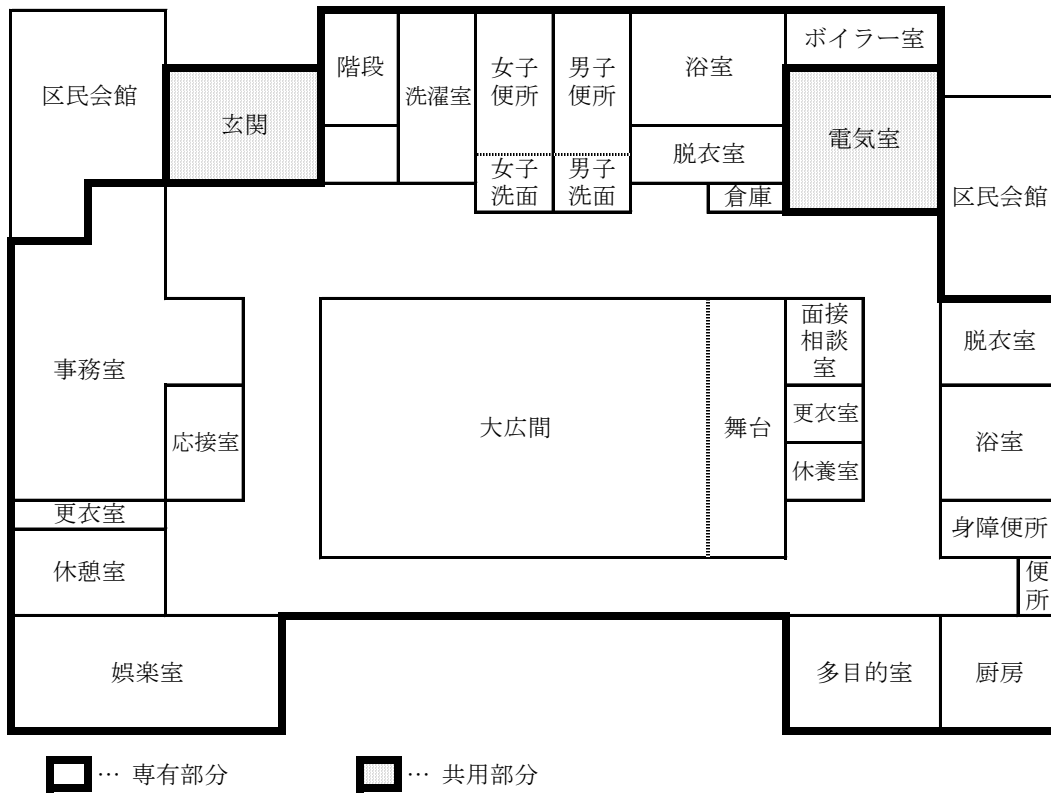 区民会館
玄関
階段
洗濯室
女子
便所
男子
便所
浴室
ボイラー室
電気室
脱衣室
女子
洗面
男子
洗面
倉庫
区民会館
事務室
応接室
大広間
舞台
面接
相談
室
更衣室
休養室
脱衣室
浴室
身障便所
便
所
更衣室
休憩室
娯楽室
多目的室
厨房
… 専有部分
… 共用部分